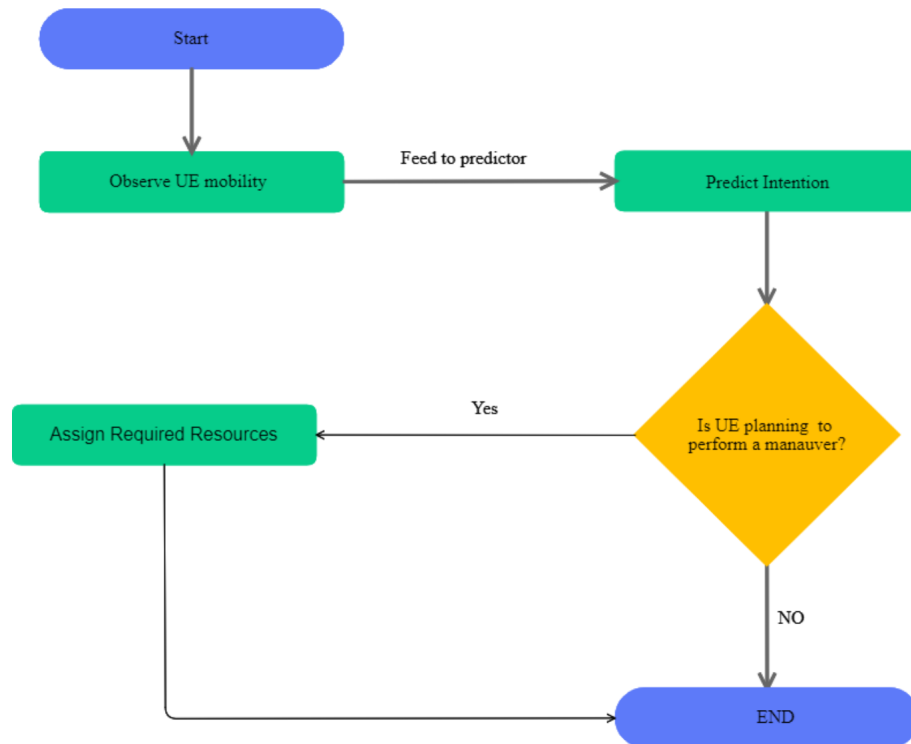 Start
Observe UE mobility
Feed to predictor
Predict Intention
Is UE planning to
perform a manauver?
Yes
Assign Required Resources
NO
END